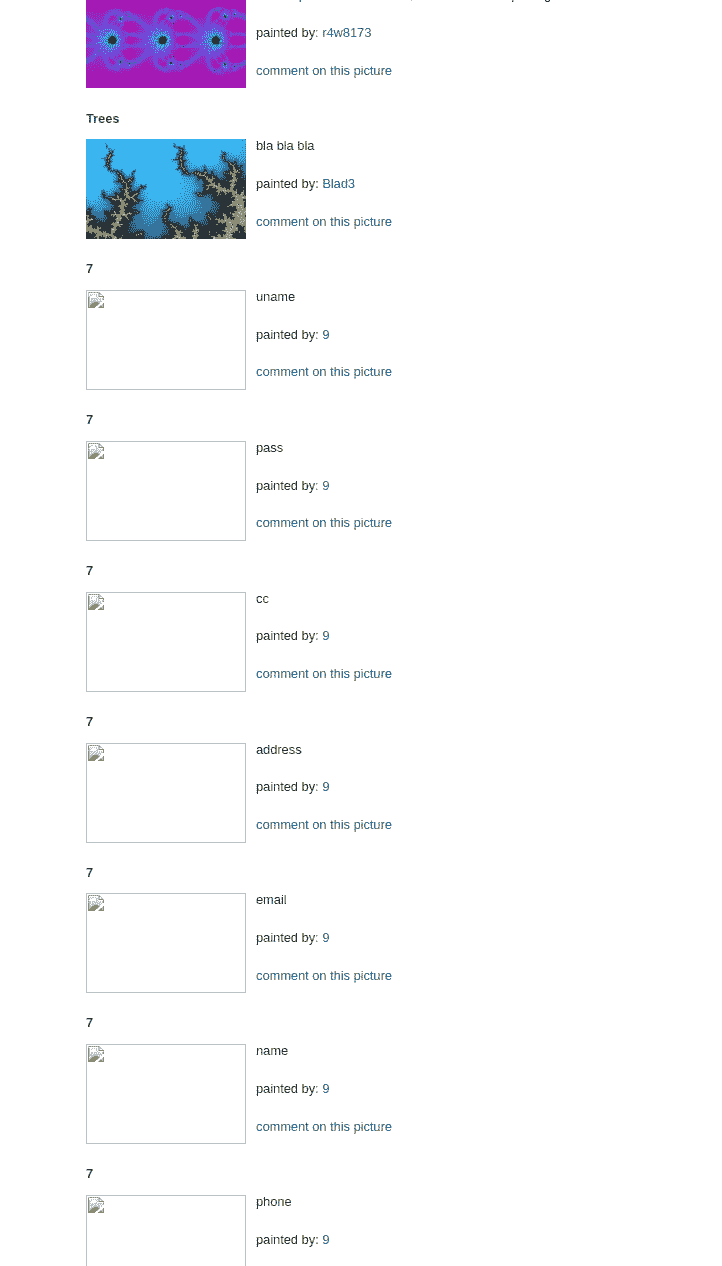 painted by: r4w8173
comment on this picture
Trees
bla bla bla
painted by: Blad3
comment on this picture
7
uname
painted by: 9
comment on this picture
7
pass
painted by: 9
comment on this picture
7
cc
painted by: 9
comment on this picture
7
address
painted by: 9
comment on this picture
7
email
painted by: 9
comment on this picture
7
name
painted by: 9
comment on this picture
7
phone
painted by: 9